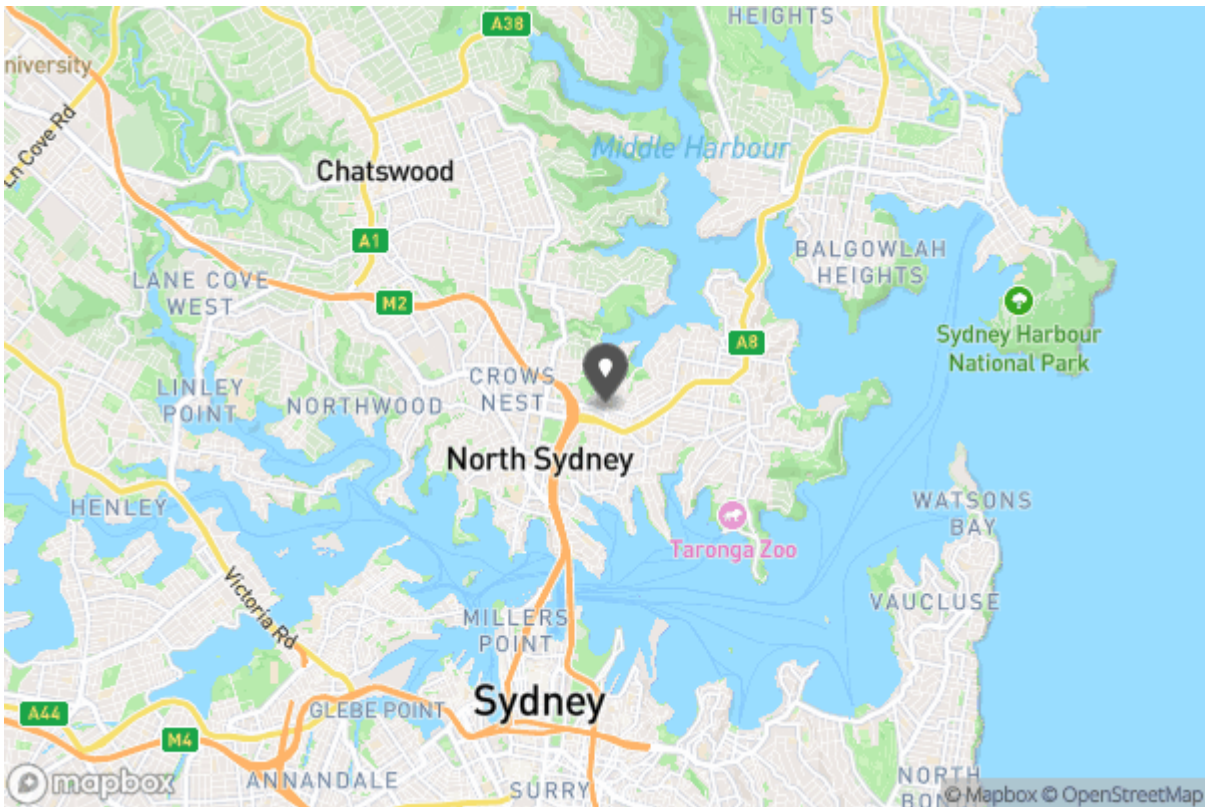 HEIGHTS
A38
niversity
Ln Cove Rd
Middle Harbour
Chatswood
A1
BALGOWLAH
HEIGHTS
LANE COVE
WEST
M2
Sydney Harbour
National Park
A8
CROWS
NEST
LINLEY
POINT
NORTHWOOD
North Sydney
HENLEY
WATSONS
BAY
Taronga Zoo
Victoria Rd
VAUCLUSE
MILLERS
POINT
Sydney
GLEBE POINT
A44
M4
ANNANDALE
SURRY
NORTH
BON
mapbox
© Mapbox © OpenStreetMap